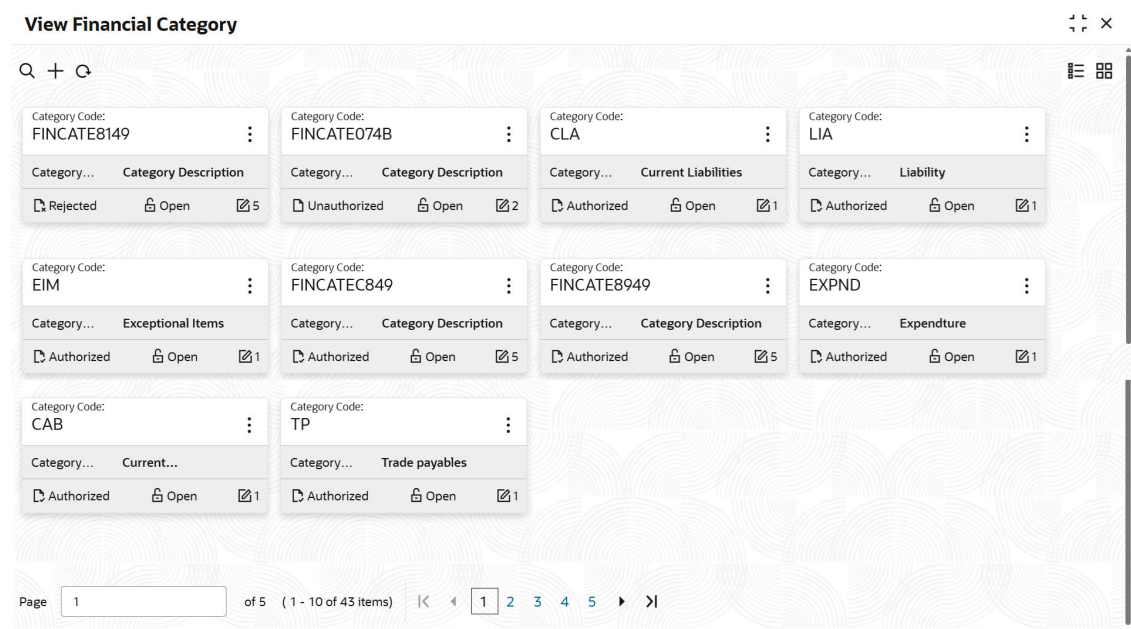 View Financial Category
Category Code: Category Code: Category Code: Category Code:
FINCATE8149 FINCATE074B CLA LIA
Category... Category Description Category... Category Description Category... Current Liabilities Category... Liability
Rejected Open 5 Unauthorized Open 2 Authorized Open 1 Authorized Open 1
Category Code: Category Code: Category Code: Category Code:
EIM FINCATEC849 FINCATE8949 EXPND
Category... Exceptional Items Category... Category Description Category... Category Description Category... Expendture
Authorized Open 1 Authorized Open 5 Authorized Open 5 Authorized Open 1
Category Code: Category Code:
CAB TP
Category... Current... Category... Trade payables
Authorized Open 1 Authorized Open 1
Page 1 of 5 ( 1 - 10 of 43 items) 1 2 3 4 5